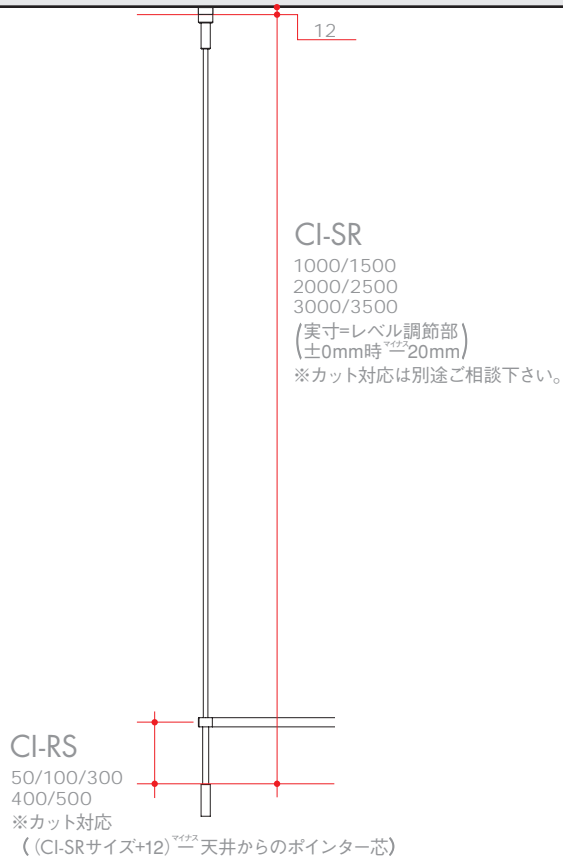 12
CI-SR
1000/1500
2000/2500
3000/3500
(実寸=レベル調節部
±0mm時マイナス―20mm)
※カット対応は別途ご相談下さい。
CI-RS
50/100/300
400/500
※カット対応
( (CI-SRサイズ+12)マイナス―天井からのポインター芯)